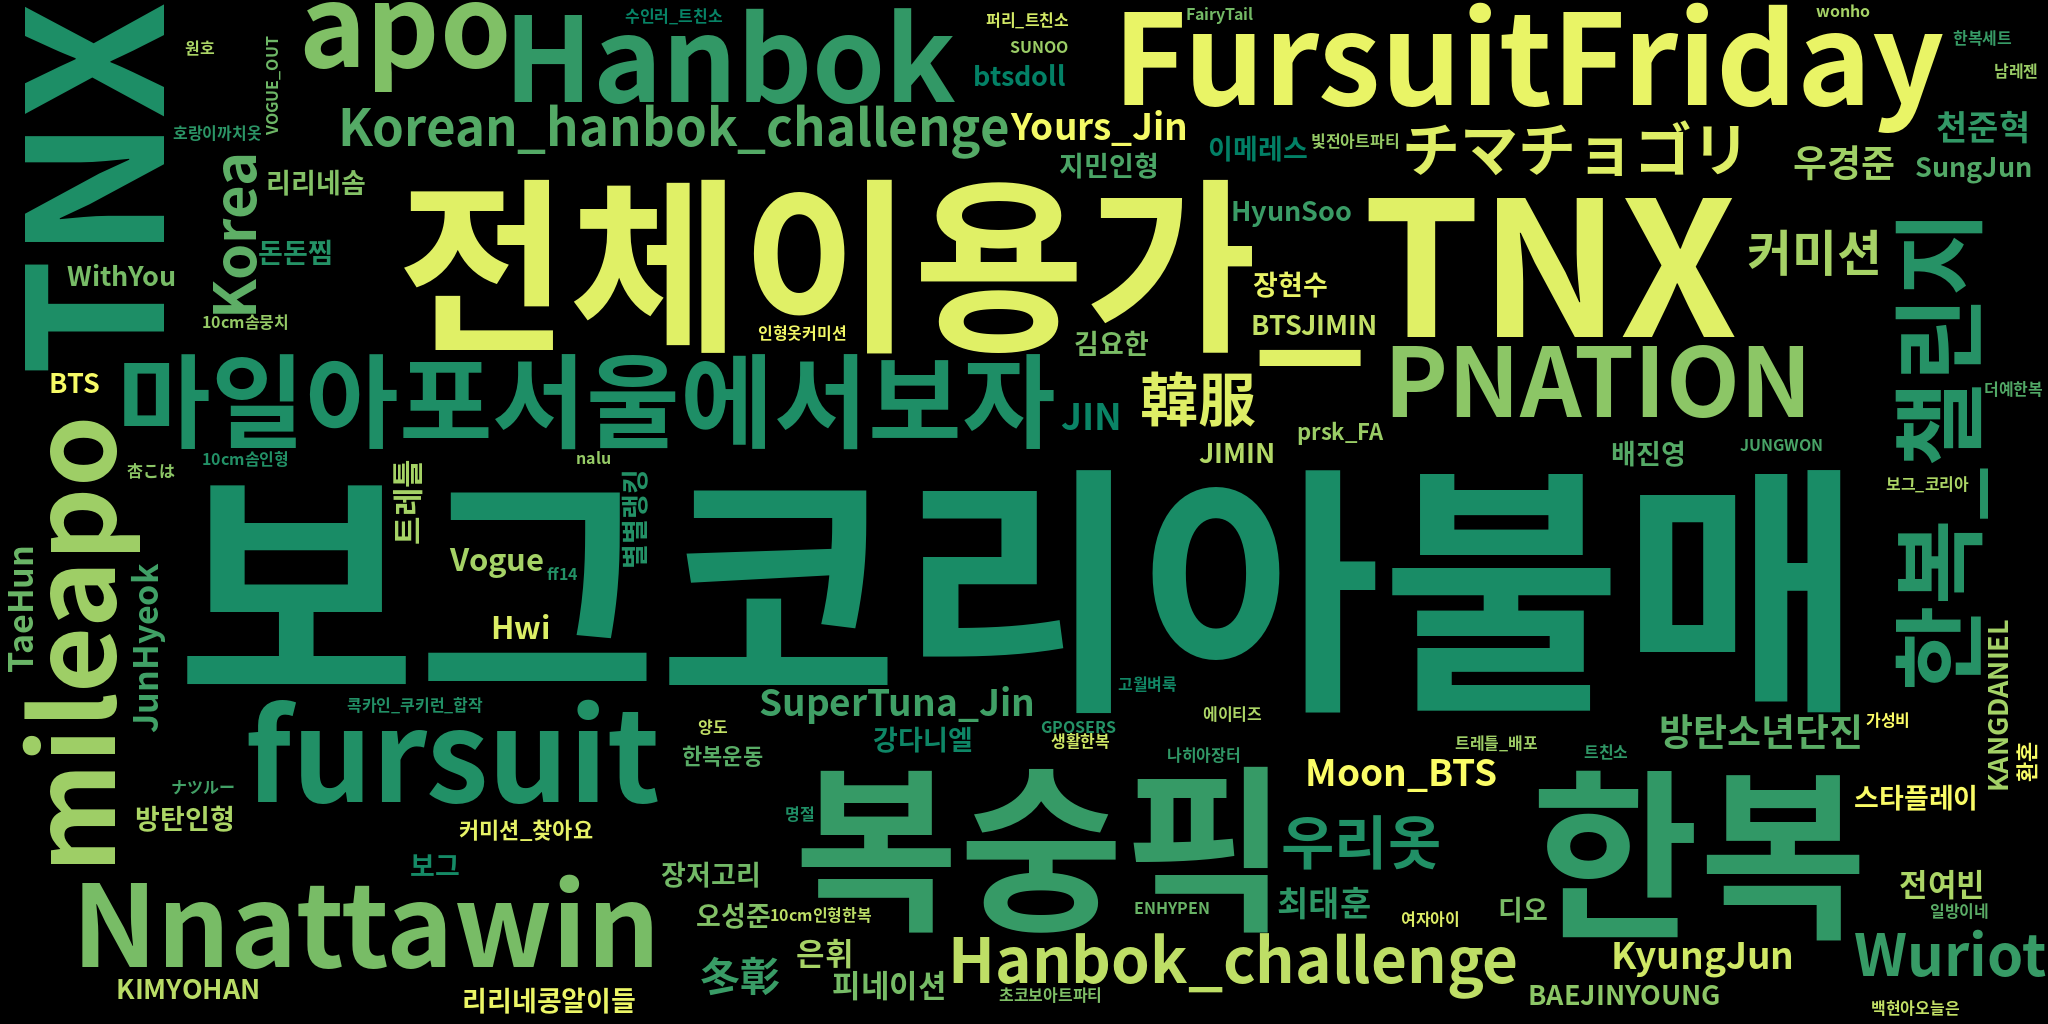 TNX
apo
Hanbok
FursuitFriday
수인러_트친소
퍼리_트친소
FairyTail
wonho
원호
VOGUE_OUT
SUNOO
btsdoll
한복세트
남레젠
호랑이까치옷
Korean_hanbok_challenge
Yours_Jin
이메레스
빛전아트파티
チマチョゴリ
천준혁
우경준
SungJun
Korea
리리네솜
지민인형
전체이용가_TNX
HyunSoo
돈돈찜
WithYou
커미션
한복_챌린지
장현수
10cm솜뭉치
인형옷커미션
김요한
BTSJIMIN
PNATION
BTS
마일아포서울에서보자
JIN
韓服
더예한복
mileapo
prsk_FA
JIMIN
배진영
JUNGWON
杏こは
10cm솜인형
nalu
트레틀
별별랭킹
보그_코리아
보그코리아불매
Vogue
ff14
Hwi
TaeHun
JunHyeok
KANGDANIEL
고월벼룩
SuperTuna_Jin
콕카인_쿠키런_합작
fursuit
양도
강다니엘
GPOSERS
생활한복
에이티즈
방탄소년단진
가성비
한복운동
나히아장터
트레틀_배포
트친소
환혼
ナツルー
방탄인형
Moon_BTS
스타플레이
커미션_찾아요
명절
복숭픽
우리옷
한복
보그
장저고리
Nnattawin
오성준
10cm인형한복
ENHYPEN
최태훈
여자아이
디오
전여빈
일방이네
은휘
Hanbok_challenge
KyungJun
Wuriot
冬彰
피네이션
KIMYOHAN
리리네콩알이들
초코보아트파티
BAEJINYOUNG
백현아오늘은